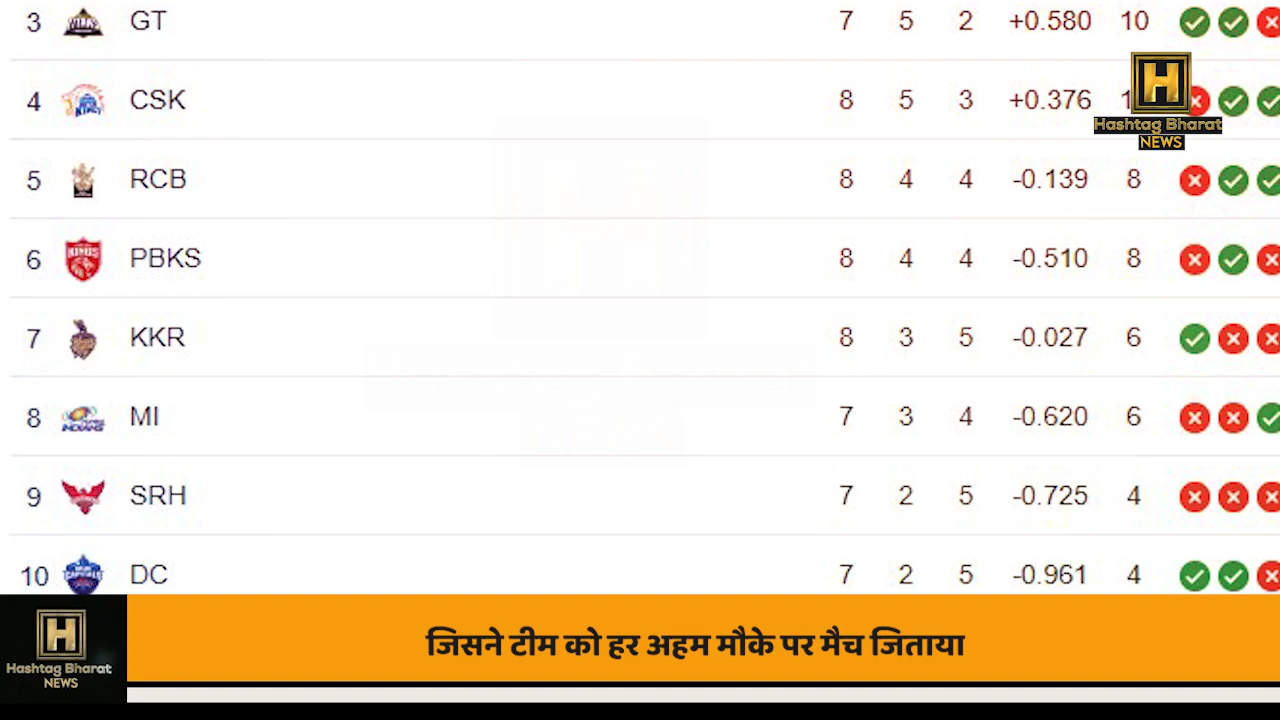 3 GT 7 5 2 +0.580 10
4 CSK 8 5 3 +0.376
Hashtag Bharat
NEWS
5 RCB 8 4 4 -0.139 8
6 PBKS 8 4 4 -0.510 8
7 KKR 8 3 5 -0.027 6
8 MI 7 3 4 -0.620 6
9 SRH 7 2 5 -0.725 4
10 DC 7 2 5 -0.961 4
जिसने टीम को हर अहम मौके पर मैच जिताया
Hashtag Bharat
NEWS